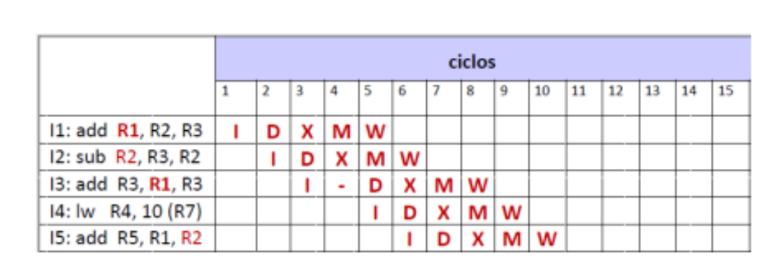 ciclos
1 2 3 4 5 6 7 8 9 10 11 12 13 14 15
I1: add R1, R2, R3 I D X M W
I2: sub R2, R3, R2 I D X M W
I3: add R3, R1, R3 I - D X M W
I4: lw R4, 10 (R7) I D X M W
I5: add R5, R1, R2 I D X M W